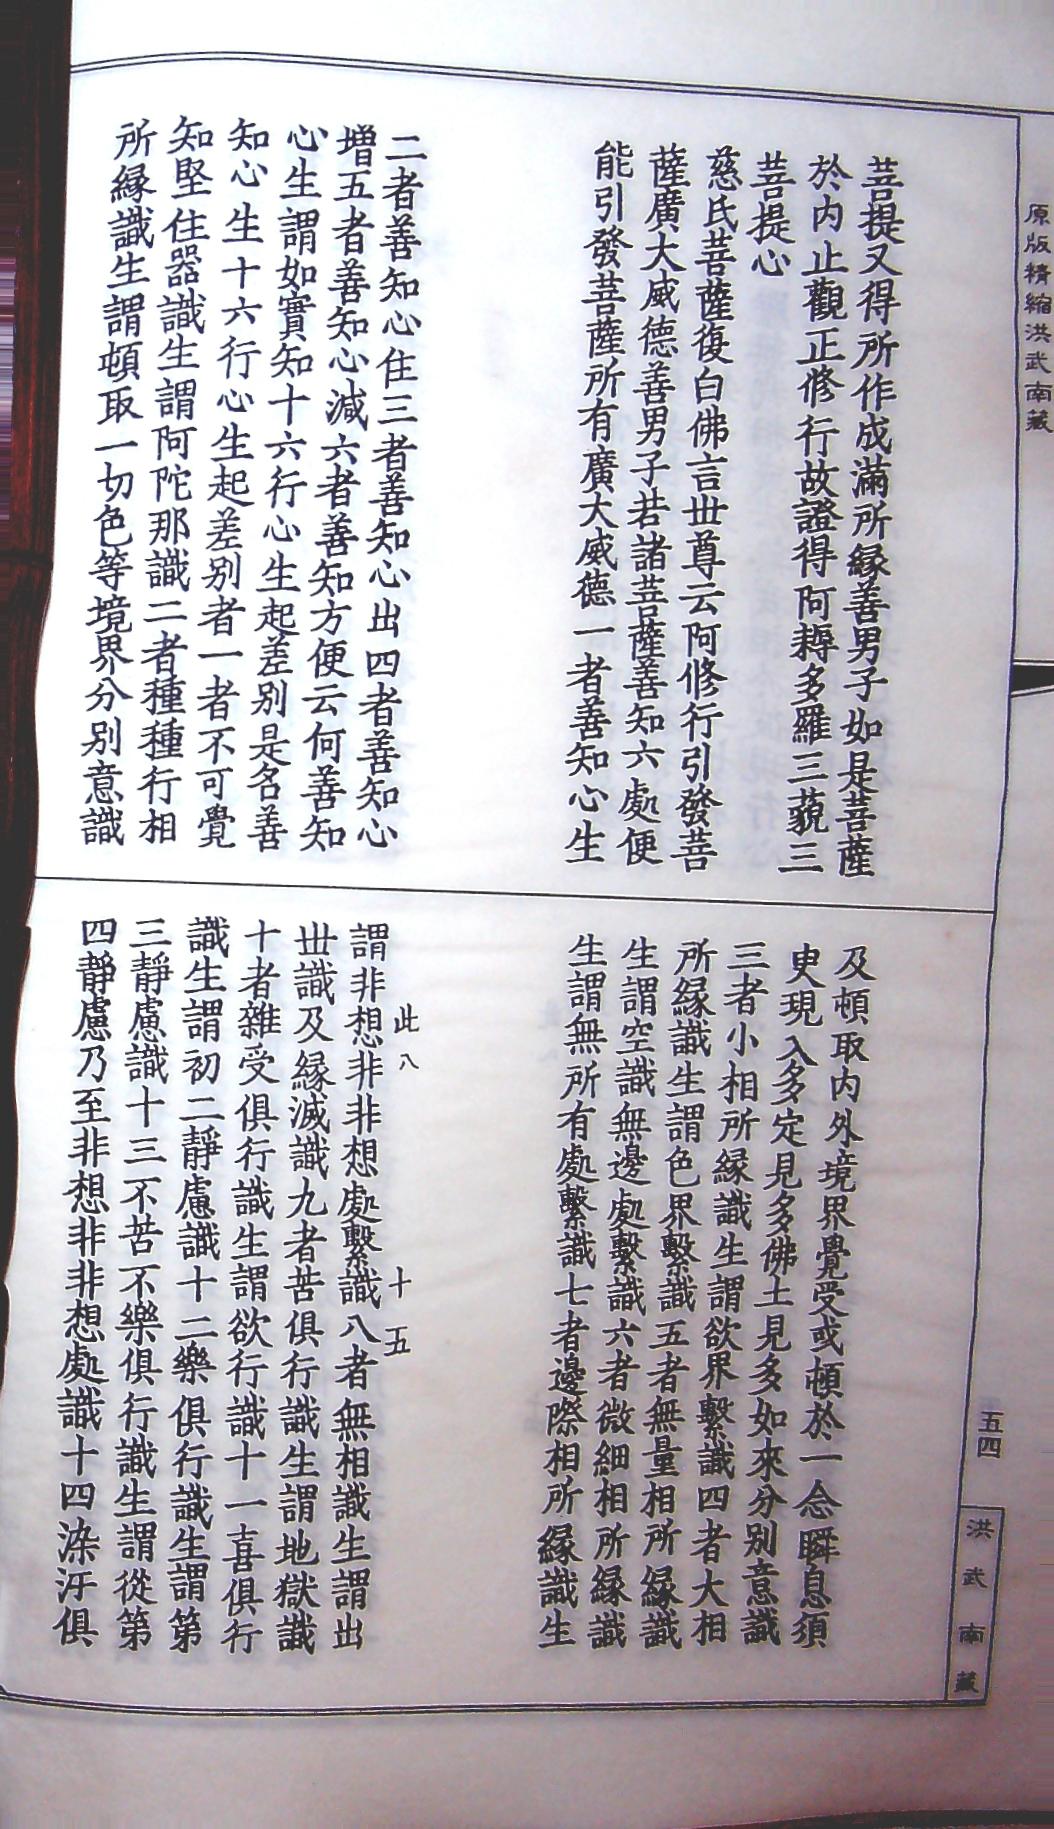 原版精縮洪武南藏
菩提又得所作成滿所緣善男子如是菩薩
於內止觀正修行故證得阿耨多羅三藐三
菩提心
慈氏菩薩復白佛言世尊云何修行引發菩
薩廣大威德善男子若諸菩薩善知六處便
能引發菩薩所有廣大威德一者善知心生
二者善知心住三者善知心出四者善知心
增五者善知心減六者善知方便云何善知
心生謂如實知十六行心生起差別是名善
知心生十六行心生起差別者一者不可覺
知堅住器識生謂阿陀那識二者種種行相
所緣識生謂頓取一切色等境界分別意識
及頓取內外境界覺受或頓於一念瞬息須
臾現入多定見多佛土見多如來分別意識
三者小相所緣識生謂欲界繫識四者大相
所緣識生謂色界繫識五者無量相所緣識
生謂空識無邊處繫識六者微細相所緣識
生謂無所有處繫識七者邊際相所緣識生
此八 十五
謂非想非非想處繫識八者無相識生謂出
世識及緣滅識九者苦俱行識生謂地獄識
十者雜受俱行識生謂欲行識十一喜俱行
識生謂初二靜慮識十二樂俱行識生謂第
三靜慮識十三不苦不樂俱行識生謂從第
四靜慮乃至非想非非想處識十四染汙俱
五四
洪武南藏